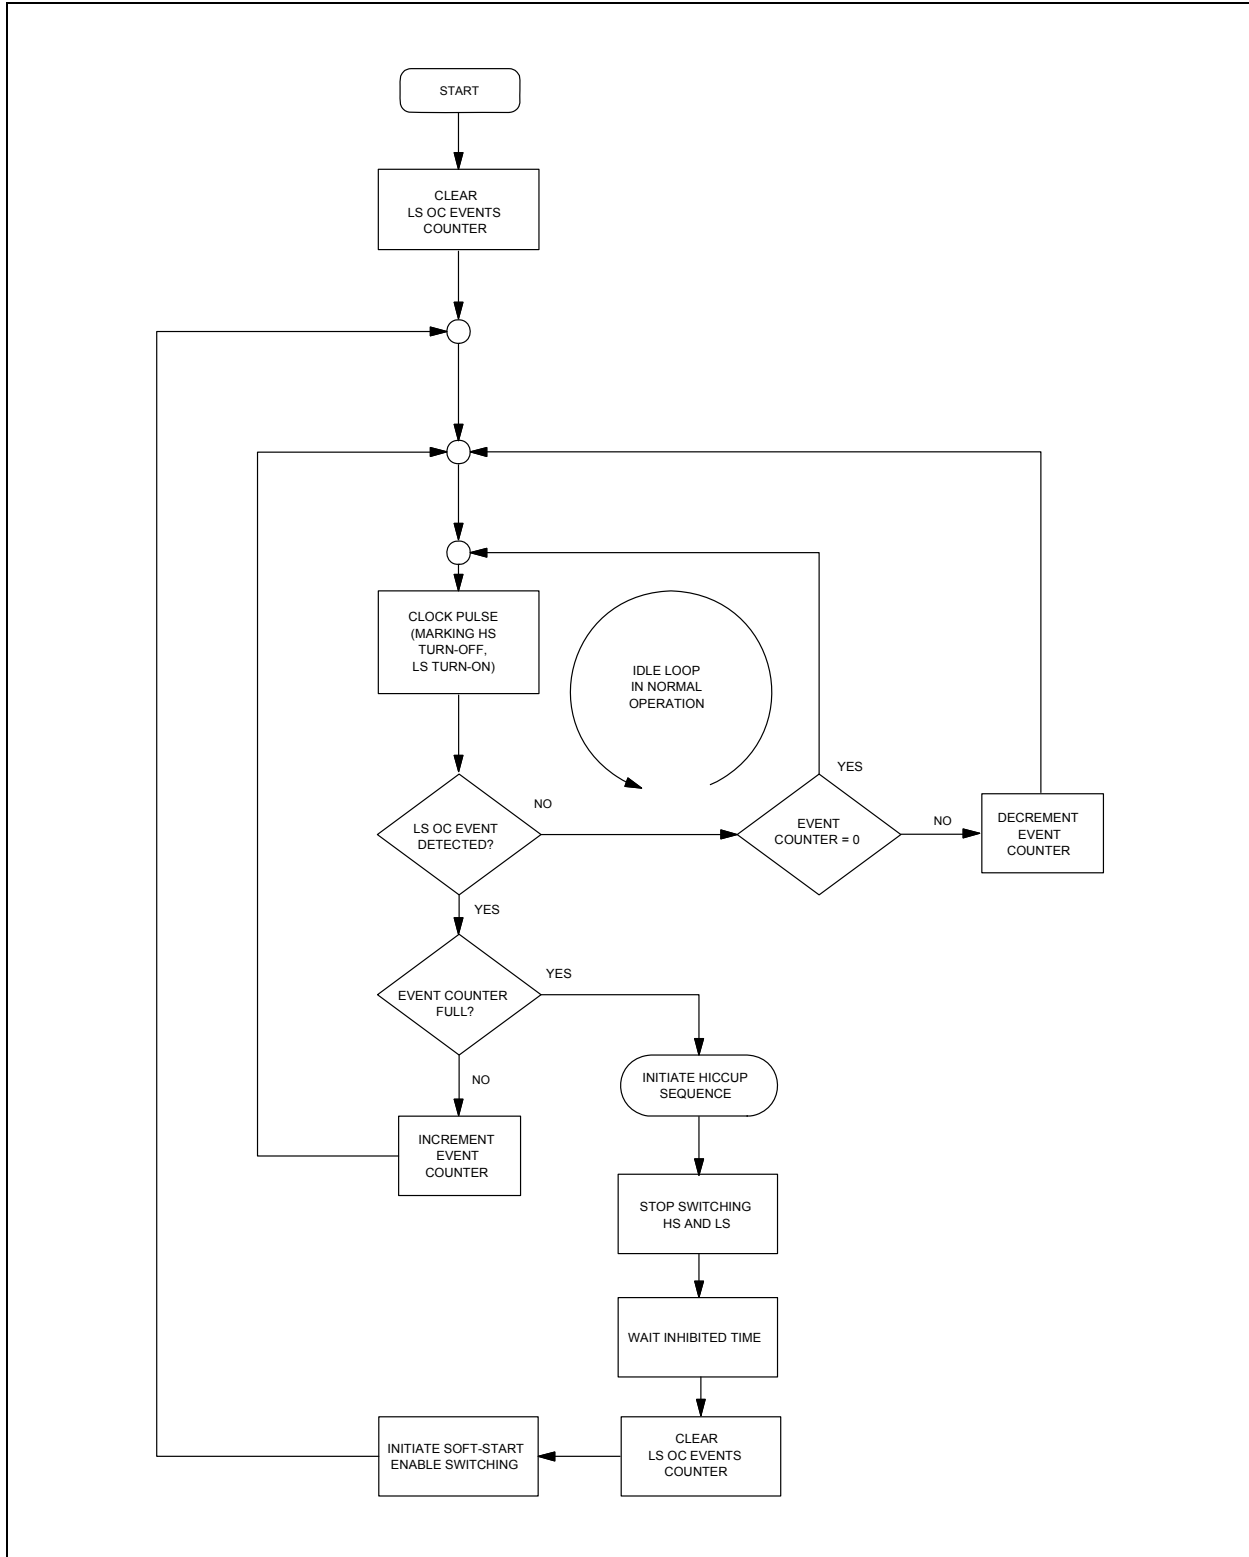 START
CLEAR
LS OC EVENTS
COUNTER
CLOCK PULSE
(MARKING HS
TURN-OFF,
LS TURN-ON)
IDLE LOOP
IN NORMAL
OPERATION
LS OC EVENT
DETECTED?
NO
EVENT
COUNTER = 0
YES
NO
DECREMENT
EVENT
COUNTER
YES
EVENT COUNTER
FULL?
YES
NO
INCREMENT
EVENT
COUNTER
INITIATE HICCUP
SEQUENCE
STOP SWITCHING
HS AND LS
WAIT INHIBITED TIME
CLEAR
LS OC EVENTS
COUNTER
INITIATE SOFT-START
ENABLE SWITCHING